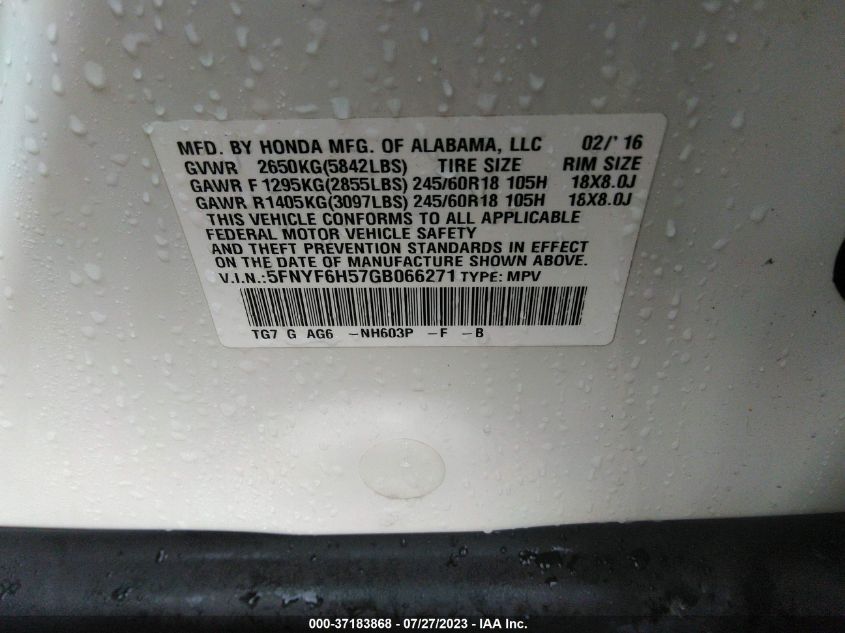 MFD. BY HONDA MFG. OF ALABAMA, LLC 02/'16
GVWR 2650KG(5842LBS) TIRE SIZE RIM SIZE
GAWR F 1295KG(2855LBS) 245/60R18 105H 18X8.0J
GAWR R1405KG(3097LBS) 245/60R18 105H 18X8.0J
THIS VEHICLE CONFORMS TO ALL APPLICABLE
FEDERAL MOTOR VEHICLE SAFETY
AND THEFT PREVENTION STANDARDS IN EFFECT
ON DATE OF MANUFACTURE SHOWN ABOVE.
V.I.N.:5FNYF6H57GB066271 TYPE: MPV
TG7 G AG6 -NH603P -F -B
000-37183868 - 07/27/2023 - IAA Inc.